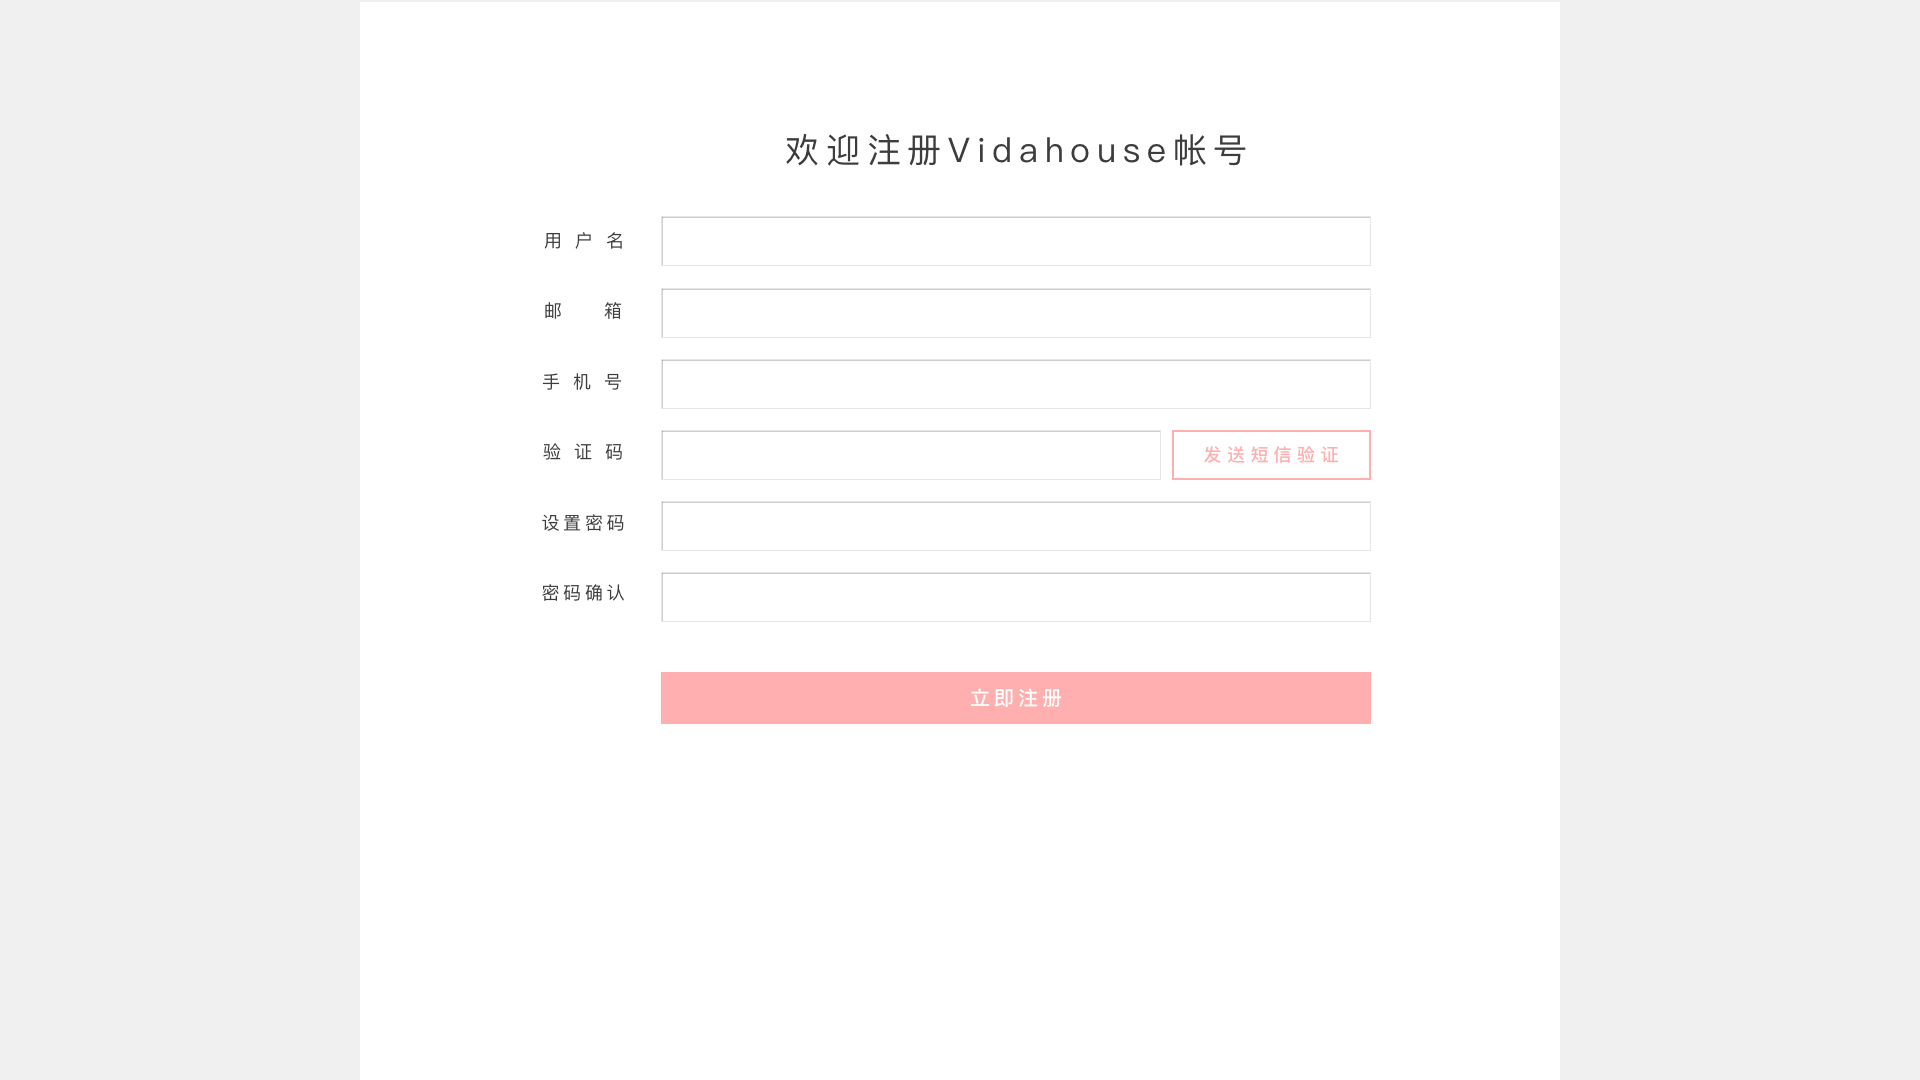 欢迎注册Vidahouse帐号
用户名
邮箱
手机号
验证码 发送短信验证
设置密码
密码确认
立即注册